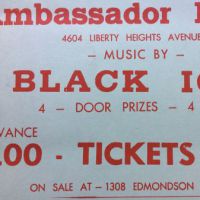 Ambassador
4604 LIBERTY HEIGHTS AVENUE
– MUSIC BY –
BLACK
4 – DOOR PRIZES – 4
.00 - TICKETS
ON SALE AT – 1308 EDMONDSON